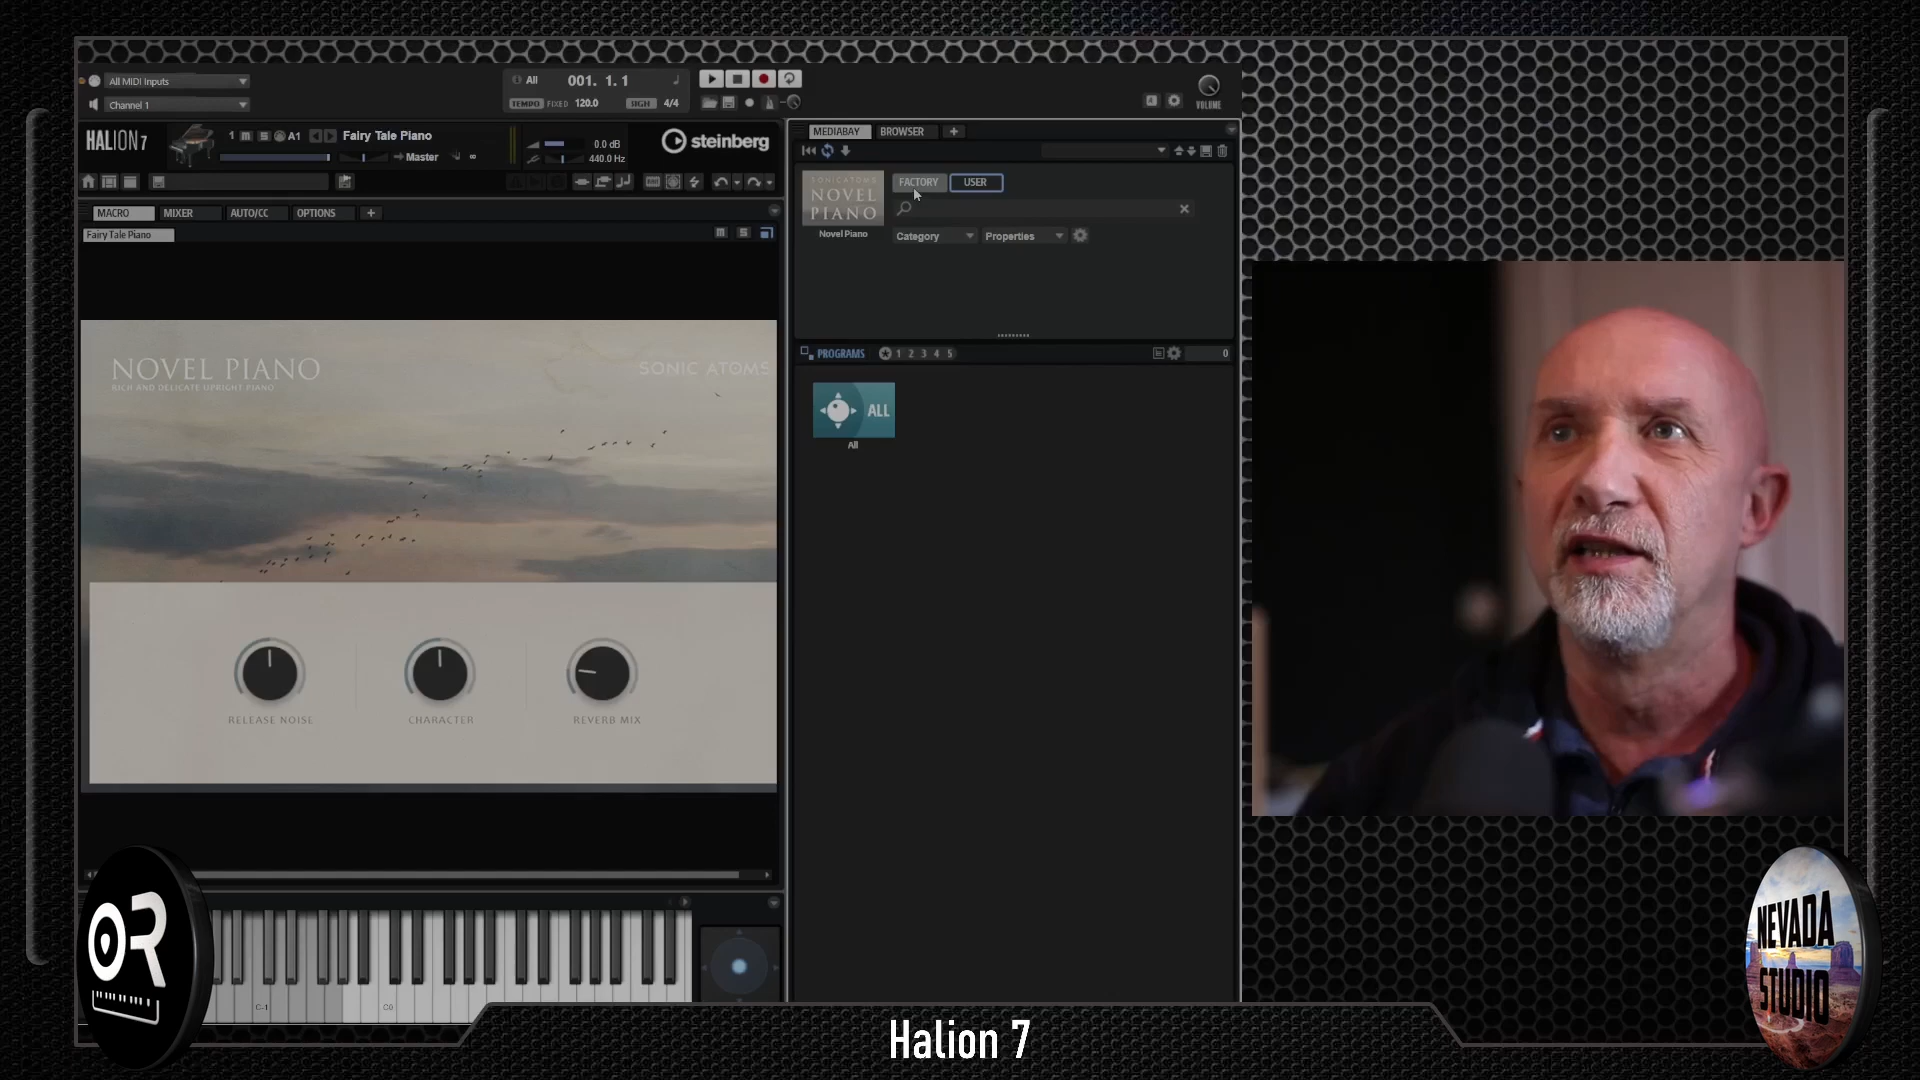 All MIDI Inputs
Channel 1
All 001. 1. 1
TEMPO FIXED 120.0 SIGN 4/4
VOLUME
HALION 7
1 M S A1 Fairy Tale Piano
Master
0.0 dB
440.0 Hz
steinberg
MACRO MIXER AUTO/CC OPTIONS +
Fairy Tale Piano
M S
NOVEL PIANO
RICH AND DELICATE UPRIGHT PIANO
SONIC ATOMS
RELEASE NOISE
CHARACTER
REVERB MIX
C-1
C0
MEDIABAY BROWSER +
SONICATOMS
NOVEL
PIANO
Novel Piano
FACTORY USER
Category Properties
PROGRAMS 1 2 3 4 5
0
ALL
All
OR
NEVADA
STUDIO
Halion 7